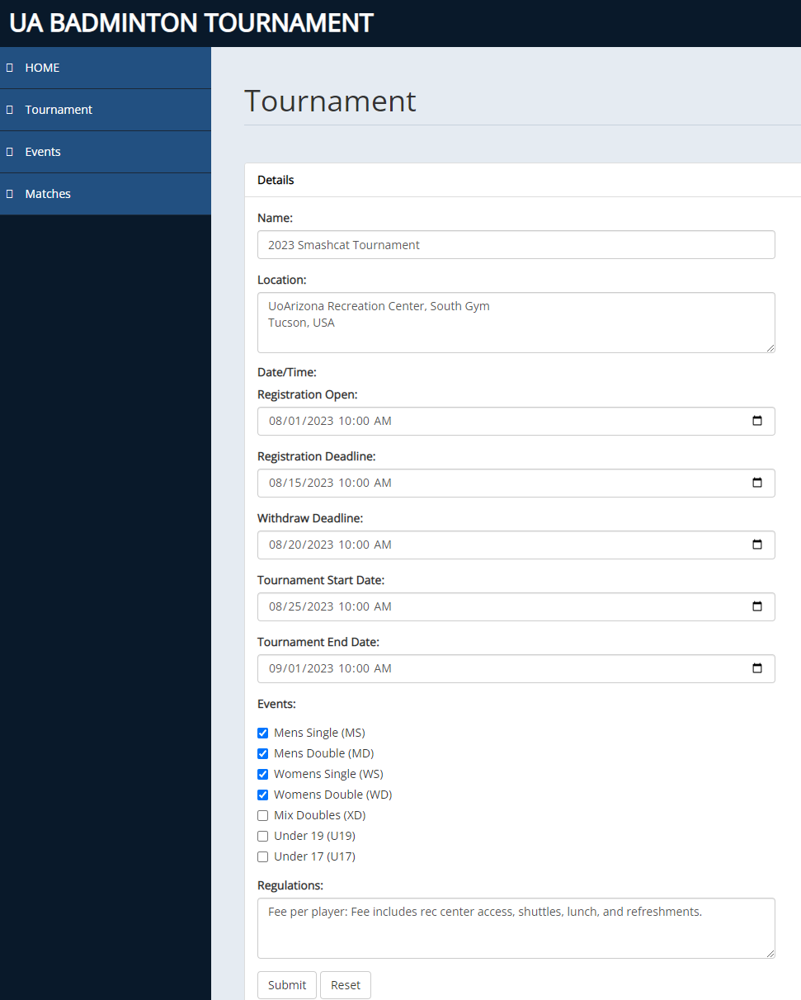 UA BADMINTON TOURNAMENT
HOME
Tournament
Events
Matches
Tournament
Details
Name:
2023 Smashcat Tournament
Location:
UoArizona Recreation Center, South Gym
Tucson, USA
Date/Time:
Registration Open:
08/01/2023 10:00 AM
Registration Deadline:
08/15/2023 10:00 AM
Withdraw Deadline:
08/20/2023 10:00 AM
Tournament Start Date:
08/25/2023 10:00 AM
Tournament End Date:
09/01/2023 10:00 AM
Events:
Mens Single (MS)
Mens Double (MD)
Womens Single (WS)
Womens Double (WD)
Mix Doubles (XD)
Under 19 (U19)
Under 17 (U17)
Regulations:
Fee per player: Fee includes rec center access, shuttles, lunch, and refreshments.
Submit Reset